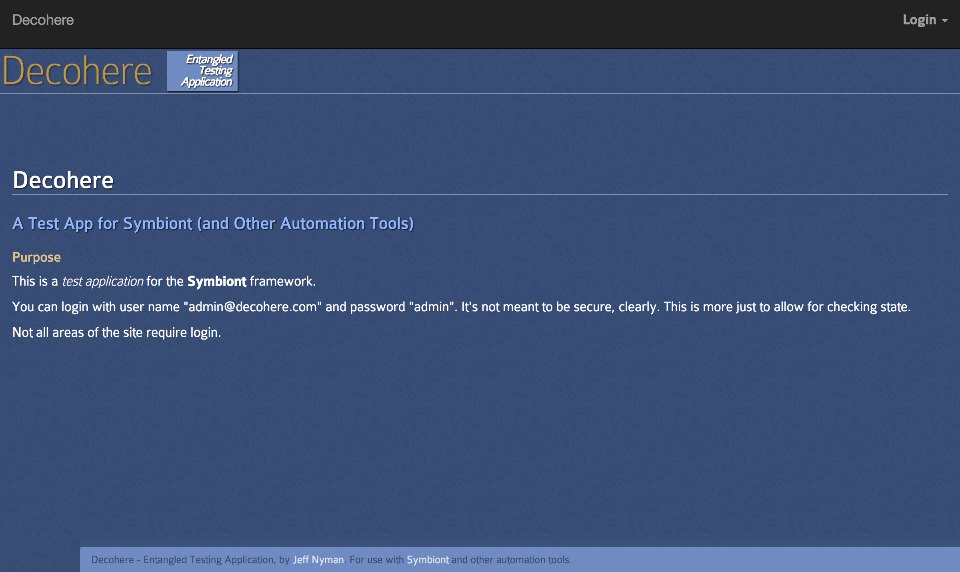 Decohere
Login
Decohere
Entangled
Testing
Application
Decohere
A Test App for Symbiont (and Other Automation Tools)
Purpose
This is a test application for the Symbiont framework.
You can login with user name "admin@decohere.com" and password "admin". It's not meant to be secure, clearly. This is more just to allow for checking state.
Not all areas of the site require login.
Decohere - Entangled Testing Application, by Jeff Nyman. For use with Symbiont and other automation tools.